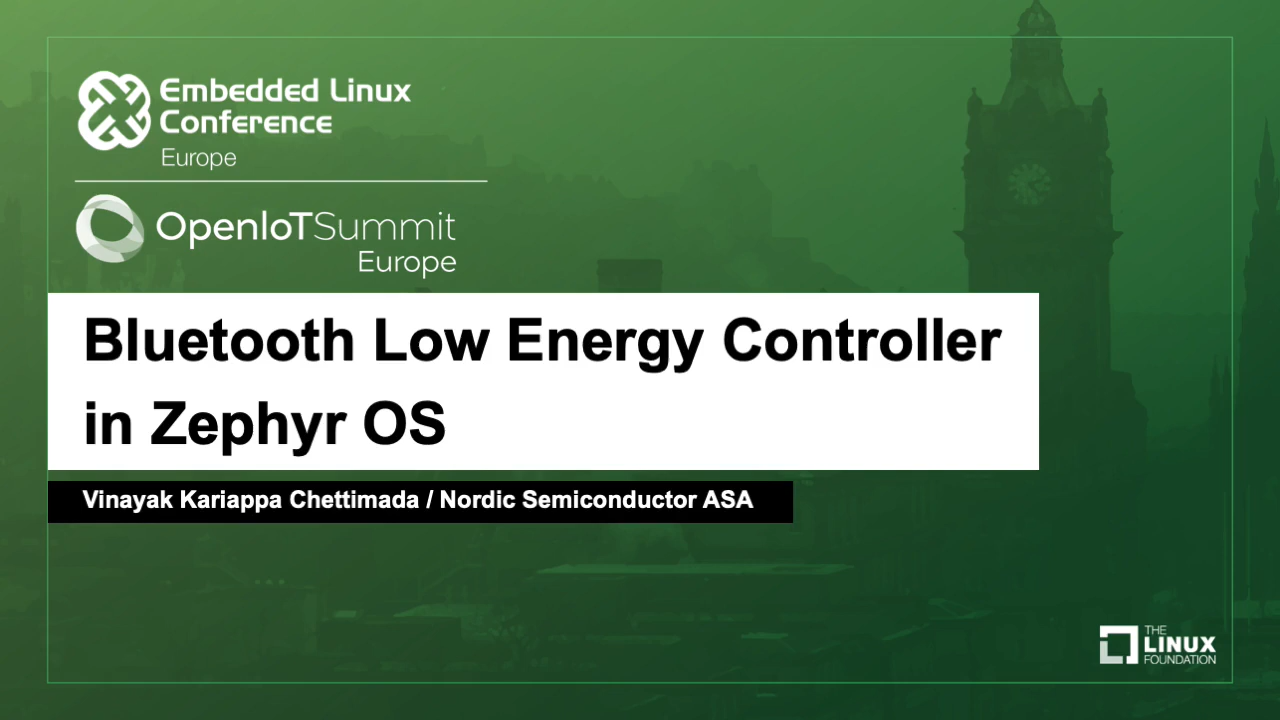 Embedded Linux
Conference
Europe
OpenIoTSummit
Europe
Bluetooth Low Energy Controller
in Zephyr OS
Vinayak Kariappa Chettimada / Nordic Semiconductor ASA
THE
LINUX
FOUNDATION